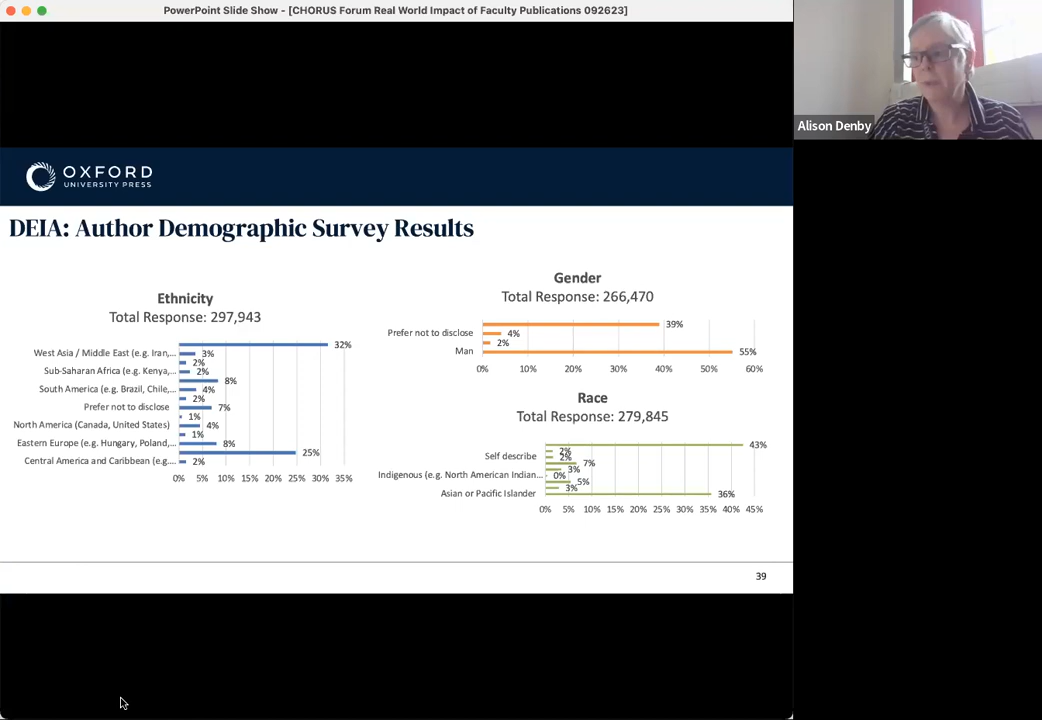 PowerPoint Slide Show - [CHORUS Forum Real World Impact of Faculty Publications 092623]
Alison Denby
OXFORD
UNIVERSITY PRESS
DEIA: Author Demographic Survey Results
Ethnicity
Total Response: 297,943
32%
West Asia / Middle East (e.g. Iran,...
3%
2%
Sub-Saharan Africa (e.g. Kenya,...
2%
8%
South America (e.g. Brazil, Chile,...
4%
2%
Prefer not to disclose
7%
1%
North America (Canada, United States)
4%
1%
Eastern Europe (e.g. Hungary, Poland,...
8%
25%
Central America and Caribbean (e.g....
2%
0% 5% 10% 15% 20% 25% 30% 35%
Gender
Total Response: 266,470
39%
Prefer not to disclose
4%
2%
Man
55%
0% 10% 20% 30% 40% 50% 60%
Race
Total Response: 279,845
43%
2%
Self describe
2%
7%
3%
Indigenous (e.g. North American Indian...
0%
5%
3%
Asian or Pacific Islander
36%
0% 5% 10% 15% 20% 25% 30% 35% 40% 45%
39